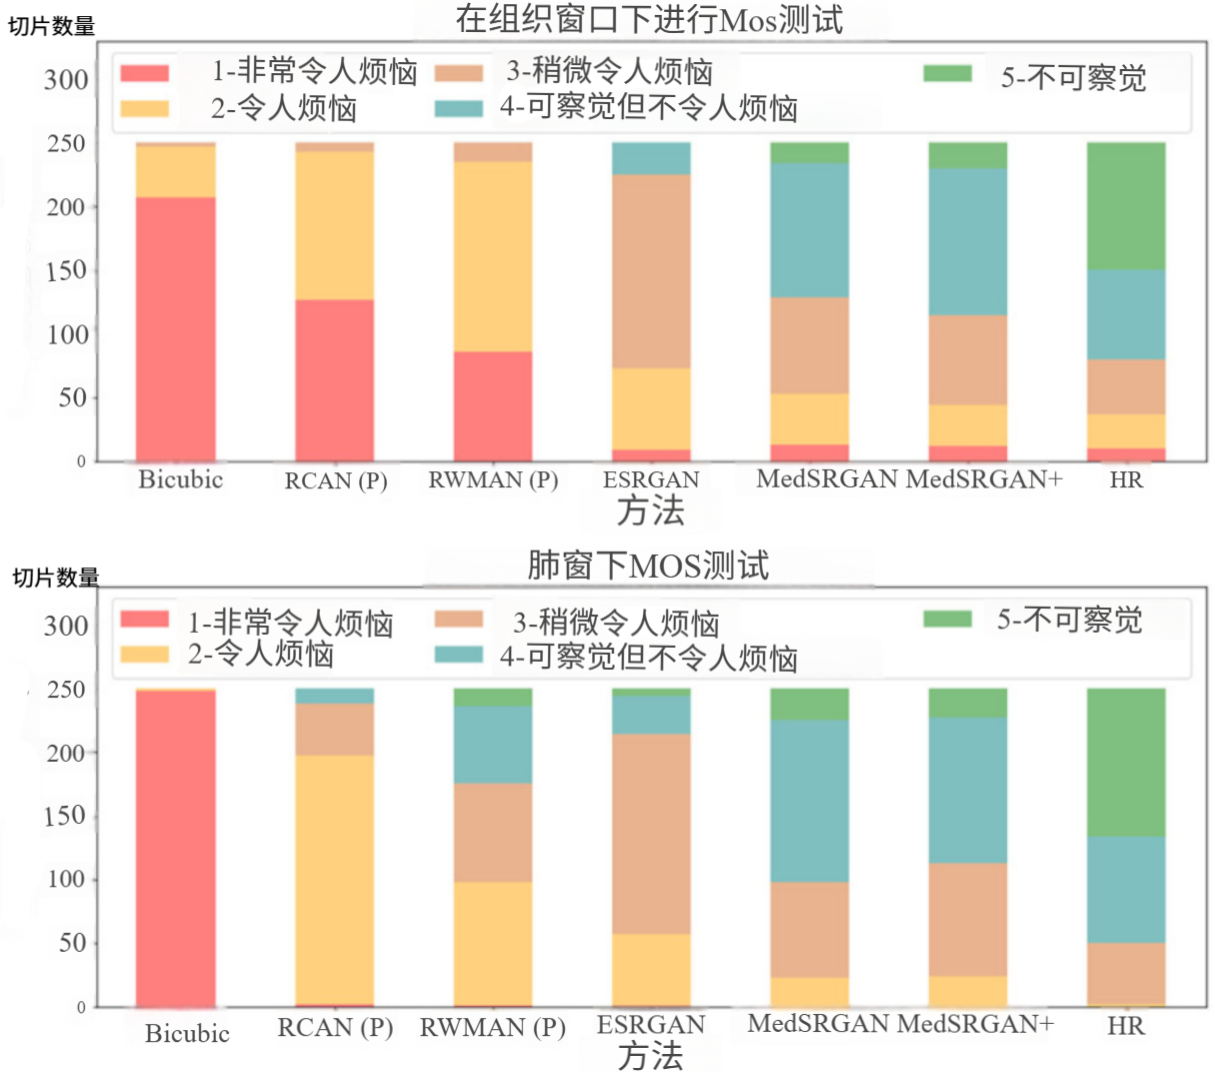 切片数量
在组织窗口下进行Mos测试
1-非常令人烦恼
3-稍微令人烦恼
5-不可察觉
2-令人烦恼
4-可察觉但不令人烦恼
300
250
200
150
100
50
0
Bicubic RCAN (P) RWMAN (P) ESRGAN MedSRGAN MedSRGAN+ HR
方法
切片数量
肺窗下MOS测试
1-非常令人烦恼
3-稍微令人烦恼
5-不可察觉
2-令人烦恼
4-可察觉但不令人烦恼
300
250
200
150
100
50
0
Bicubic RCAN (P) RWMAN (P) ESRGAN MedSRGAN MedSRGAN+ HR
方法